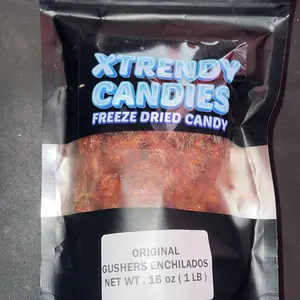 XTRENDY
CANDIES
FREEZE DRIED CANDY
ORIGINAL
GUSHERS ENCHILADOS
NET WT . 16 oz ( 1 LB )